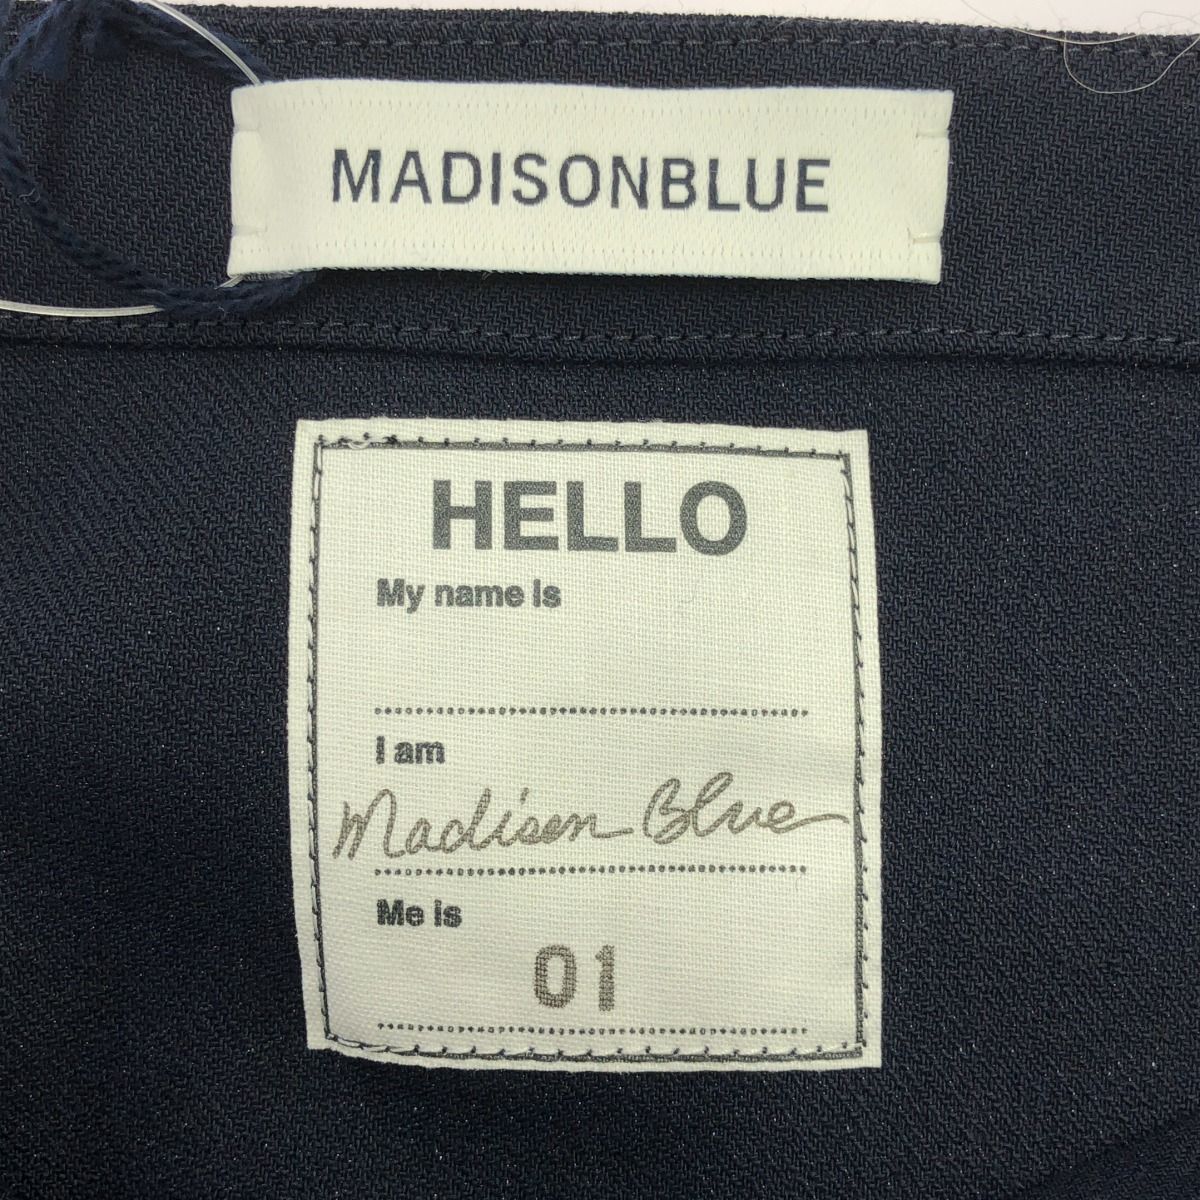 MADISONBLUE
HELLO
My name is
I am
Madison Blue
Me is
01